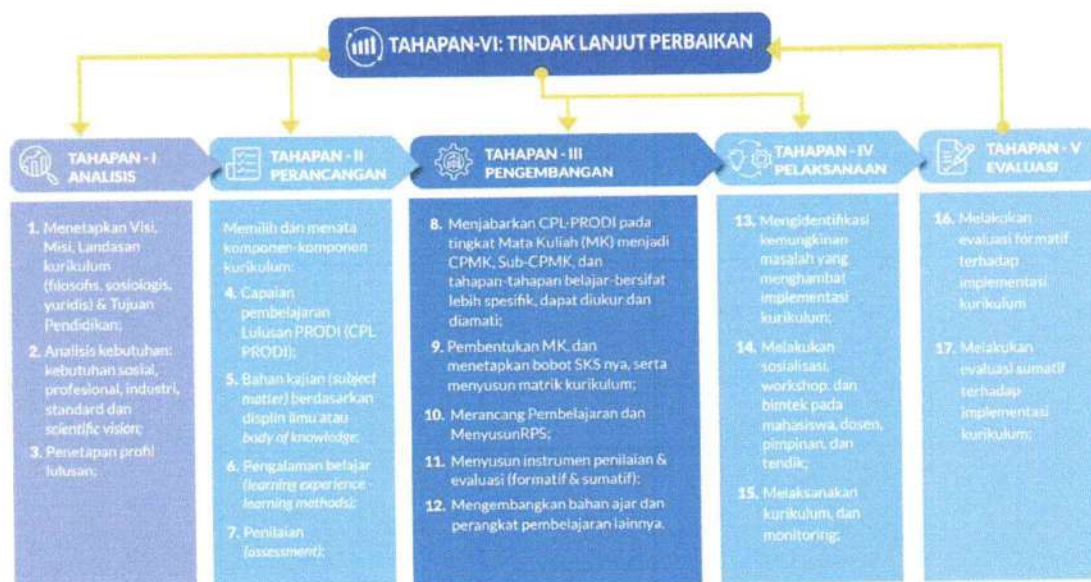 TAHAPAN-VI: TINDAK LANJUT PERBAIKAN
TAHAPAN - I
ANALISIS
1. Menetapkan Visi,
Misi, Landasan
kurikulum
(filosofis, sosiologis,
yuridis) & Tujuan
Pendidikan;
2. Analisis kebutuhan:
kebutuhan sosial,
profesional, industri,
standard dan
scientific vision;
3. Penetapan profil
lulusan;
TAHAPAN - II
PERANCANGAN
Memilih dan menata
komponen-komponen
kurikulum:
4. Capaian
pembelajaran
Lulusan PRODI (CPL
PRODI);
5. Bahan kajian (subject
matter) berdasarkan
displin ilmu atau
body of knowledge;
6. Pengalaman belajar
(learning experience -
learning methods);
7. Penilaian
(assessment);
TAHAPAN - III
PENGEMBANGAN
8. Menjabarkan CPL-PRODI pada
tingkat Mata Kuliah (MK) menjadi
CPMK, Sub-CPMK, dan
tahapan-tahapan belajar-bersifat
lebih spesifik, dapat diukur dan
diamati;
9. Pembentukan MK, dan
menetapkan bobot SKS nya, serta
menyusun matrik kurikulum;
10. Merancang Pembelajaran dan
MenyusunRPS;
11. Menyusun instrumen penilaian &
evaluasi (formatif & sumatif);
12. Mengembangkan bahan ajar dan
perangkat pembelajaran lainnya.
TAHAPAN - IV
PELAKSANAAN
13. Mengidentifikasi
kemungkinan
masalah yang
menghambat
implementasi
kurikulum;
14. Melakukan
sosialisasi,
workshop, dan
bimtek pada
mahasiswa, dosen,
pimpinan, dan
tendik;
15. Melaksanakan
kurikulum, dan
monitoring;
TAHAPAN - V
EVALUASI
16. Melakukan
evaluasi formatif
terhadap
implementasi
kurikulum
17. Melakukan
evaluasi sumatif
terhadap
implementasi
kurikulum;